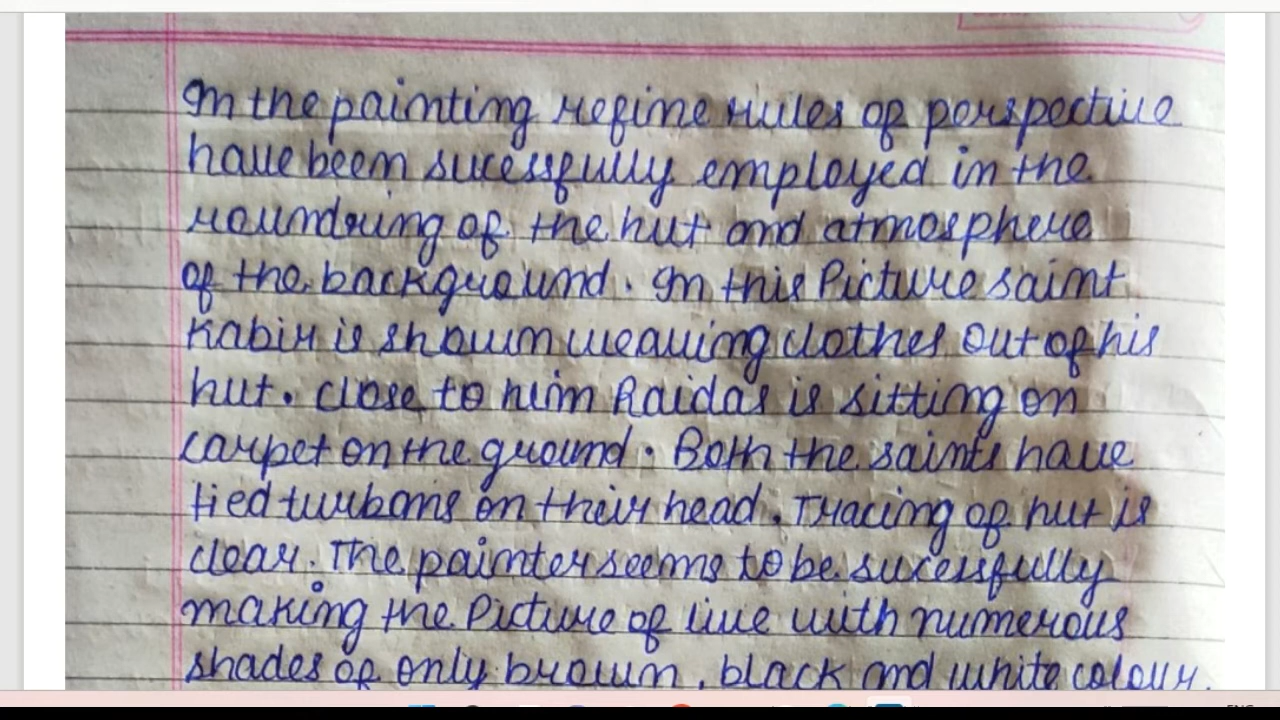 In the painting refine rules of perspective
have been sucessfully employed in the
roundring of the hut and atmosphere
of the background. In this Picture saint
Kabir is shown weaving clothes out of his
hut. close to him Raidas is sitting on
carpet on the ground. Both the saints have
tied turbans on their head. Tracing of hut is
clear. The painter seems to be sucessfully
making the Picture of live with numerous
shades of only brown, black and white colour.